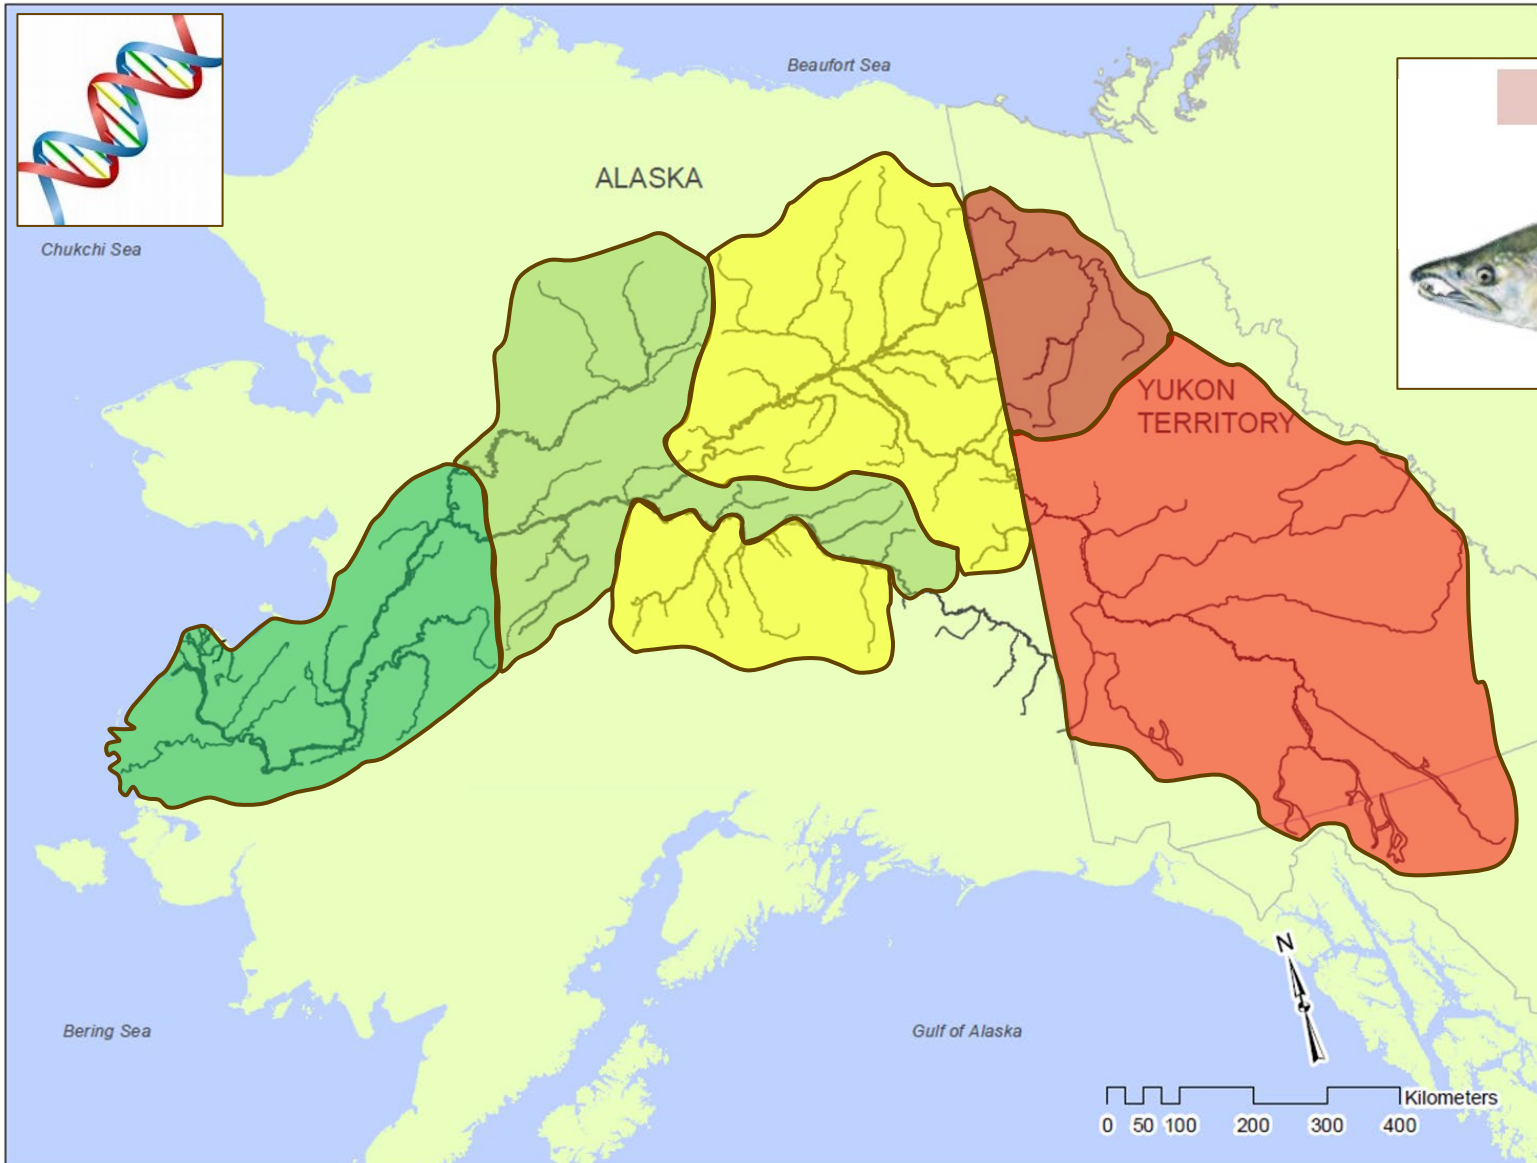 Beaufort Sea
ALASKA
Chukchi Sea
YUKON
TERRITORY
N
Bering Sea
Gulf of Alaska
Kilometers
0 50 100 200 300 400